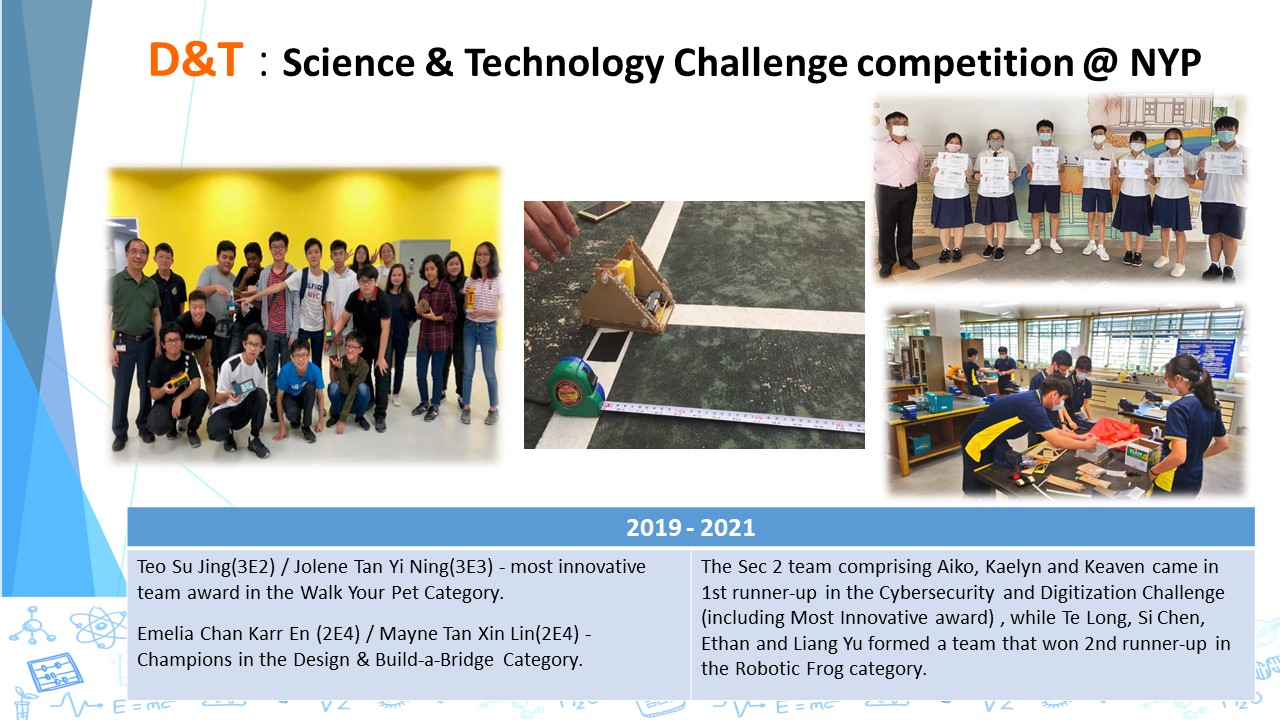 D&T : Science & Technology Challenge competition @ NYP
2019 - 2021
Teo Su Jing(3E2) / Jolene Tan Yi Ning(3E3) - most innovative
team award in the Walk Your Pet Category.
Emelia Chan Karr En (2E4) / Mayne Tan Xin Lin(2E4) -
Champions in the Design & Build-a-Bridge Category.
The Sec 2 team comprising Aiko, Kaelyn and Keaven came in
1st runner-up in the Cybersecurity and Digitization Challenge
(including Most Innovative award) , while Te Long, Si Chen,
Ethan and Liang Yu formed a team that won 2nd runner-up in
the Robotic Frog category.